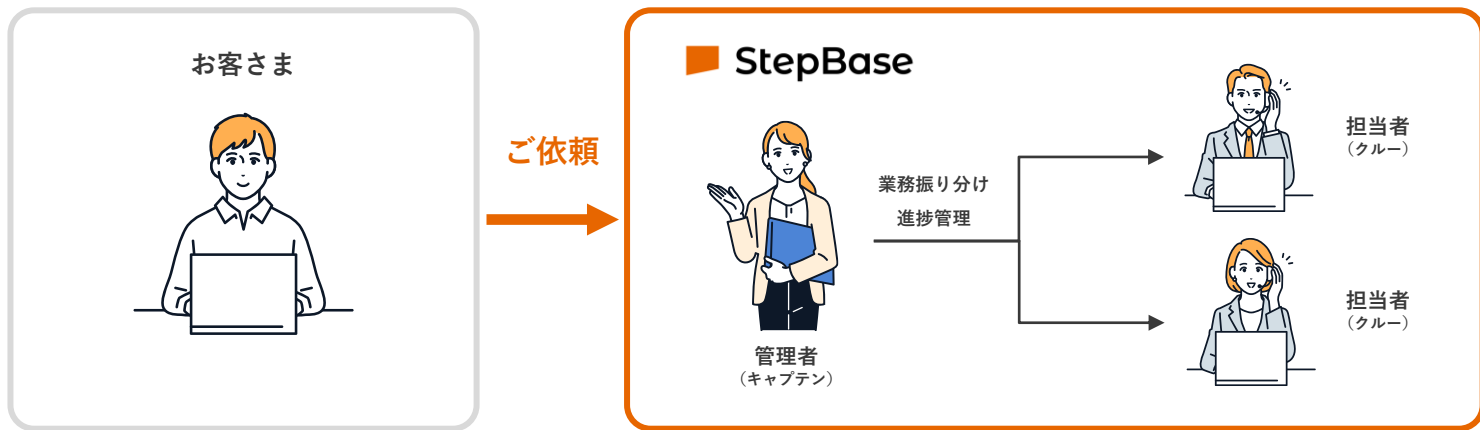 お客さま
ご依頼
StepBase
管理者
（キャプテン）
業務振り分け
進捗管理
担当者
（クルー）
担当者
（クルー）